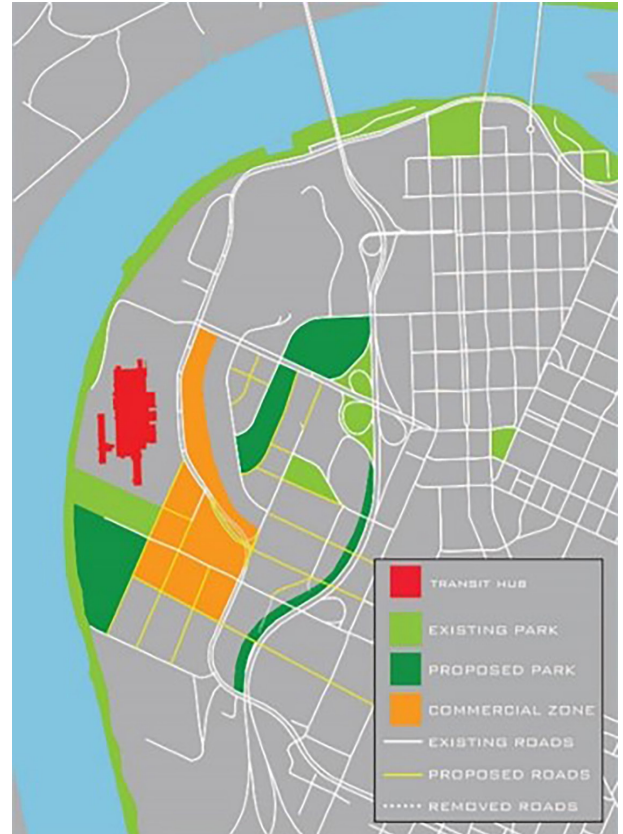 TRANSIT HUB
EXISTING PARK
PROPOSED PARK
COMMERCIAL ZONE
EXISTING ROADS
PROPOSED ROADS
REMOVED ROADS